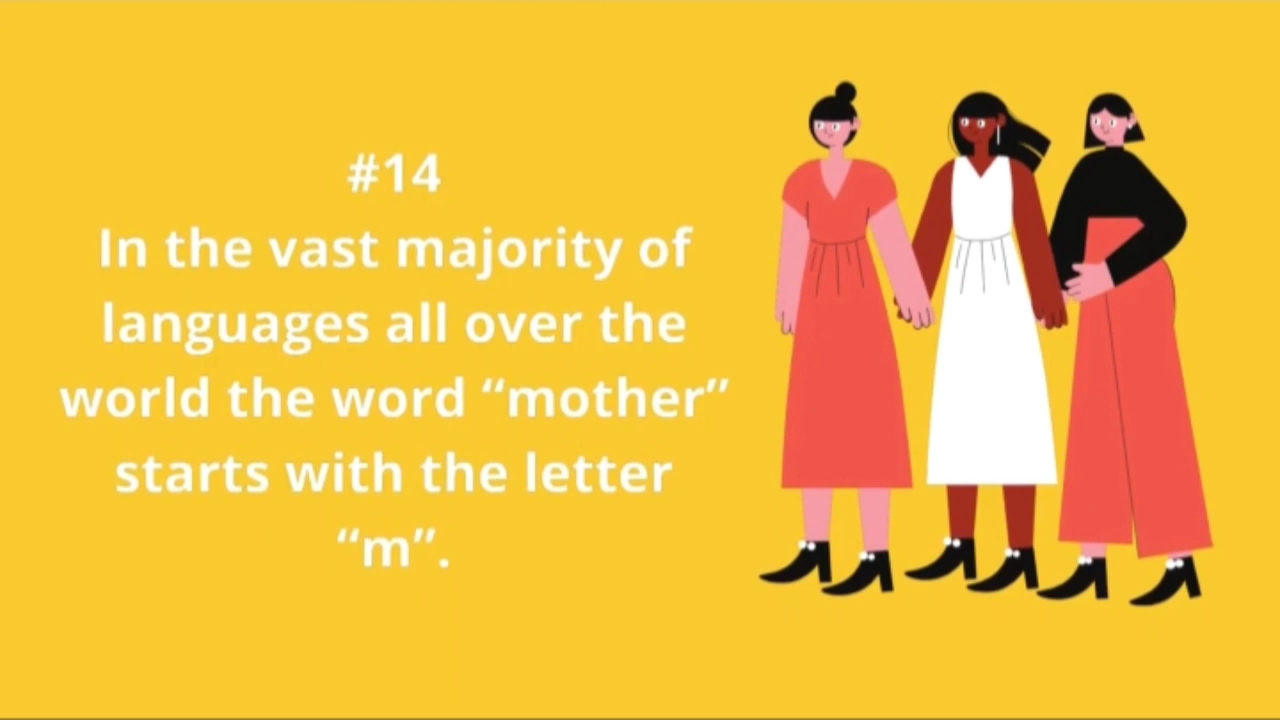 #14
In the vast majority of
languages all over the
world the word “mother”
starts with the letter
“m”.